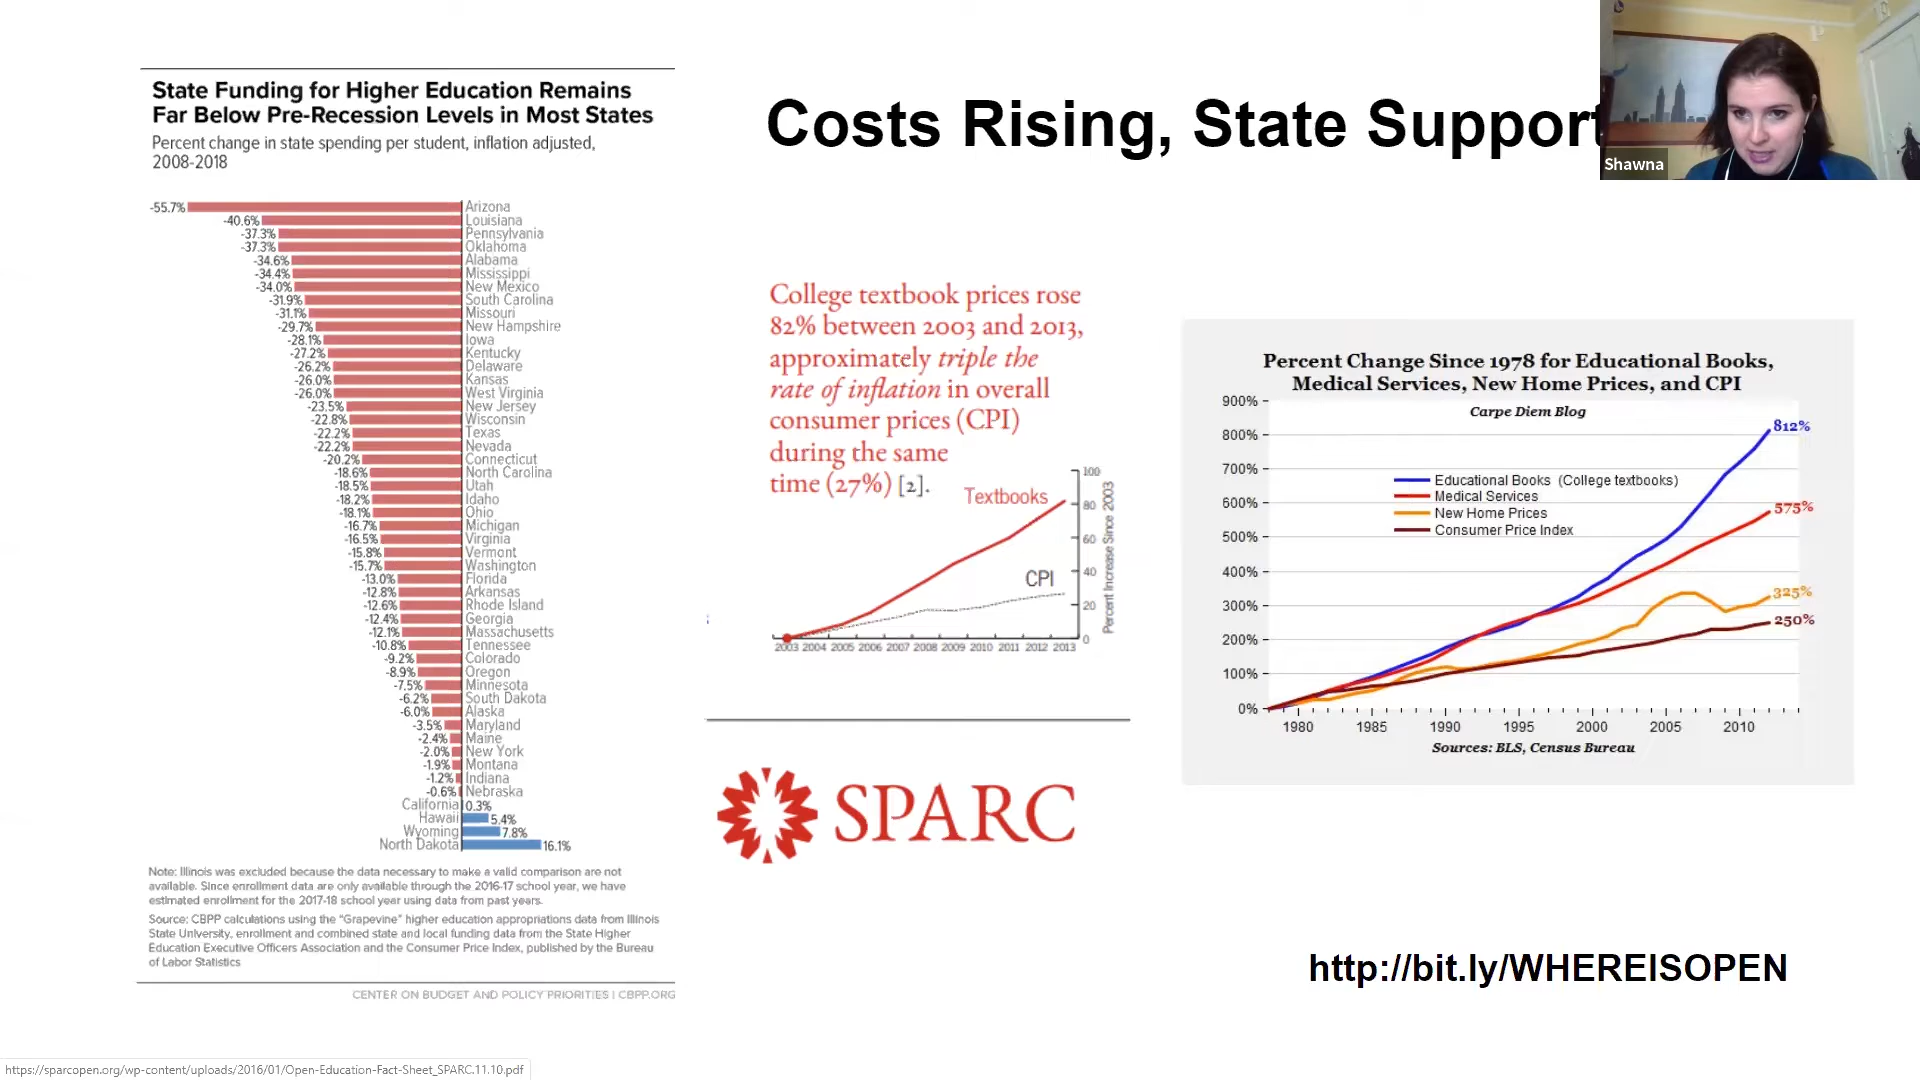 State Funding for Higher Education Remains
Far Below Pre-Recession Levels in Most States
Percent change in state spending per student, inflation adjusted,
2008-2018
-55.7% Arizona
-40.6% Louisiana
-37.3% Pennsylvania
-37.3% Oklahoma
-34.6% Alabama
-34.4% Mississippi
-34.0% New Mexico
-31.9% South Carolina
-31.1% Missouri
-29.7% New Hampshire
-28.1% Iowa
-27.2% Kentucky
-26.2% Delaware
-26.0% Kansas
-26.0% West Virginia
-23.5% New Jersey
-22.8% Wisconsin
-22.2% Texas
-22.2% Nevada
-20.2% Connecticut
-18.6% North Carolina
-18.5% Utah
-18.2% Idaho
-18.1% Ohio
-16.7% Michigan
-16.5% Virginia
-15.8% Vermont
-15.7% Washington
-13.0% Florida
-12.8% Arkansas
-12.6% Rhode Island
-12.4% Georgia
-12.1% Massachusetts
-10.8% Tennessee
-9.2% Colorado
-8.9% Oregon
-7.5% Minnesota
-6.2% South Dakota
-6.0% Alaska
-3.5% Maryland
-2.4% Maine
-2.0% New York
-1.9% Montana
-1.2% Indiana
-0.6% Nebraska
California 0.3%
Hawaii 5.4%
Wyoming 7.8%
North Dakota 16.1%
Note: Illinois was excluded because the data necessary to make a valid comparison are not
available. Since enrollment data are only available through the 2016-17 school year, we have
estimated enrollment for the 2017-18 school year using data from past years.
Source: CBPP calculations using the "Grapevine" higher education appropriations data from Illinois
State University, enrollment and combined state and local funding data from the State Higher
Education Executive Officers Association and the Consumer Price Index, published by the Bureau
of Labor Statistics
CENTER ON BUDGET AND POLICY PRIORITIES | CBPP.ORG
Costs Rising, State Support
Shawna
College textbook prices rose
82% between 2003 and 2013,
approximately triple the
rate of inflation in overall
consumer prices (CPI)
during the same
time (27%) [2].
Textbooks
CPI
100
80
60
40
20
0
Percent Increase Since 2003
2003 2004 2005 2006 2007 2008 2009 2010 2011 2012 2013
SPARC
Percent Change Since 1978 for Educational Books,
Medical Services, New Home Prices, and CPI
Carpe Diem Blog
900%
800%
700%
600%
500%
400%
300%
200%
100%
0%
Educational Books (College textbooks)
Medical Services
New Home Prices
Consumer Price Index
812%
575%
325%
250%
1980 1985 1990 1995 2000 2005 2010
Sources: BLS, Census Bureau
http://bit.ly/WHEREISOPEN
https://sparcopen.org/wp-content/uploads/2016/01/Open-Education-Fact-Sheet_SPARC.11.10.pdf